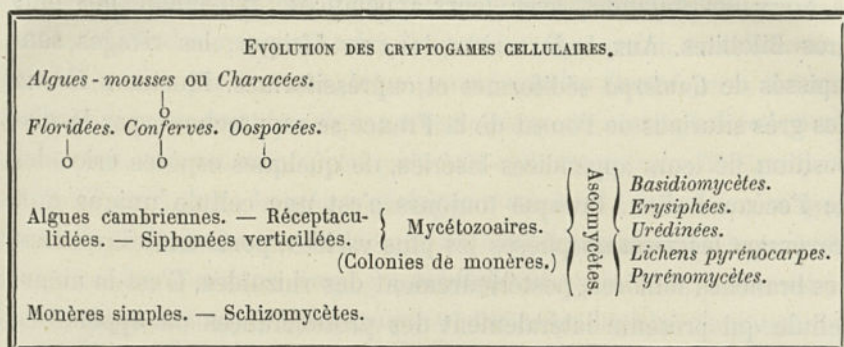 EVOLUTION DES CRYPTOGAMES CELLULAIRES.
Algues-mousses ou Characées.
Floridées. Conferves. Oosporées.
Algues cambriennes. — Réceptacu-
lidées. — Siphonées verticillées.
Mycétozoaires.
(Colonies de monères.)
Ascomycètes.
Basidiomycètes.
Erysiphées.
Urédinées.
Lichens pyrénocarpes.
Pyrénomycètes.
Monères simples. — Schizomycètes.